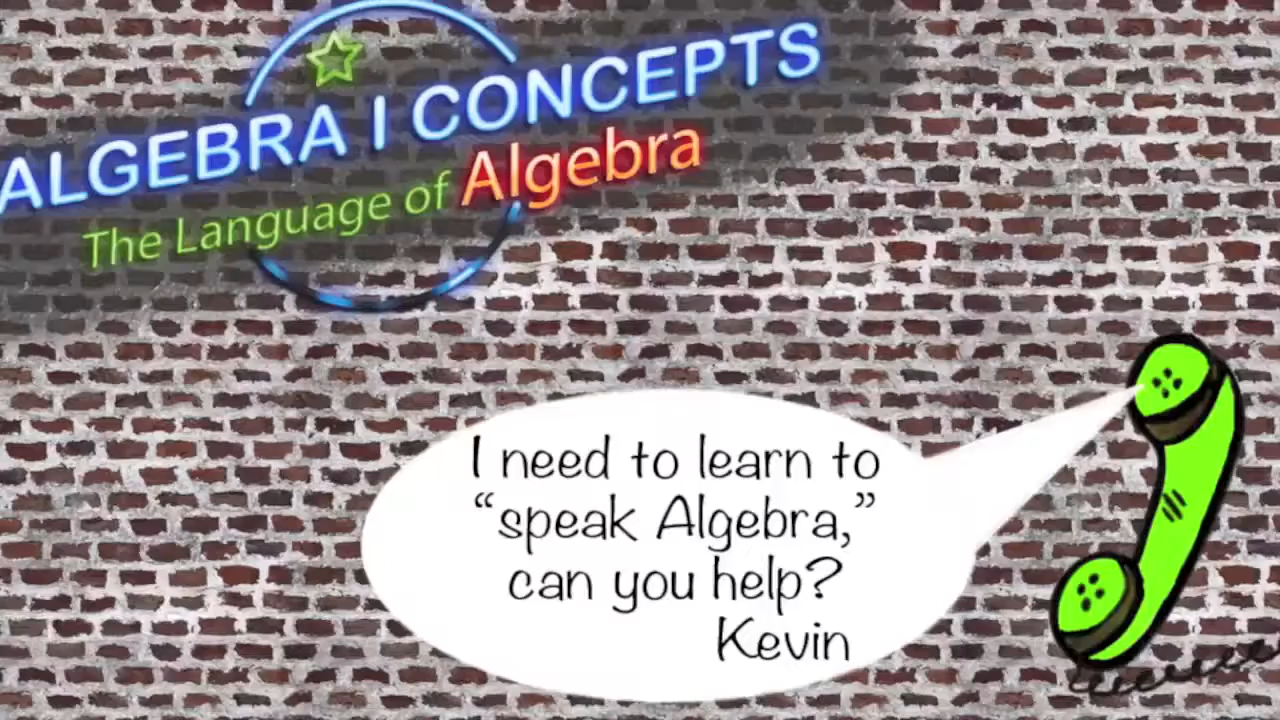 ALGEBRA I CONCEPTS
The Language of Algebra
I need to learn to
“speak Algebra,”
can you help?
Kevin